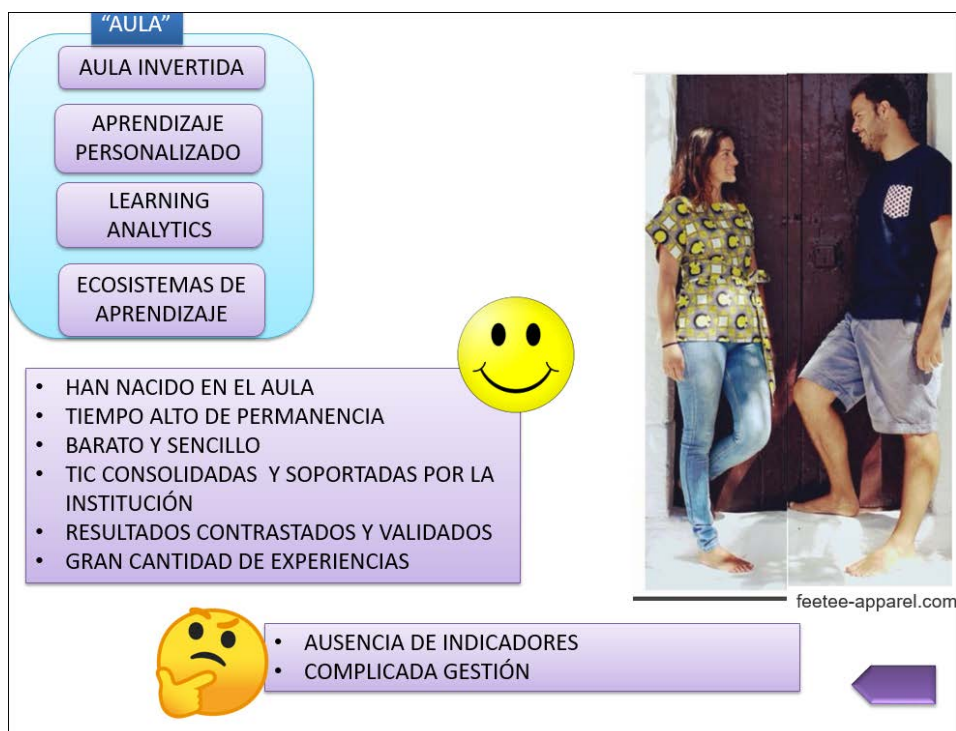 “AULA”
AULA INVERTIDA
APRENDIZAJE
PERSONALIZADO
LEARNING
ANALYTICS
ECOSISTEMAS DE
APRENDIZAJE
• HAN NACIDO EN EL AULA
• TIEMPO ALTO DE PERMANENCIA
• BARATO Y SENCILLO
• TIC CONSOLIDADAS Y SOPORTADAS POR LA
INSTITUCIÓN
• RESULTADOS CONTRASTADOS Y VALIDADOS
• GRAN CANTIDAD DE EXPERIENCIAS
feetee-apparel.com
• AUSENCIA DE INDICADORES
• COMPLICADA GESTIÓN